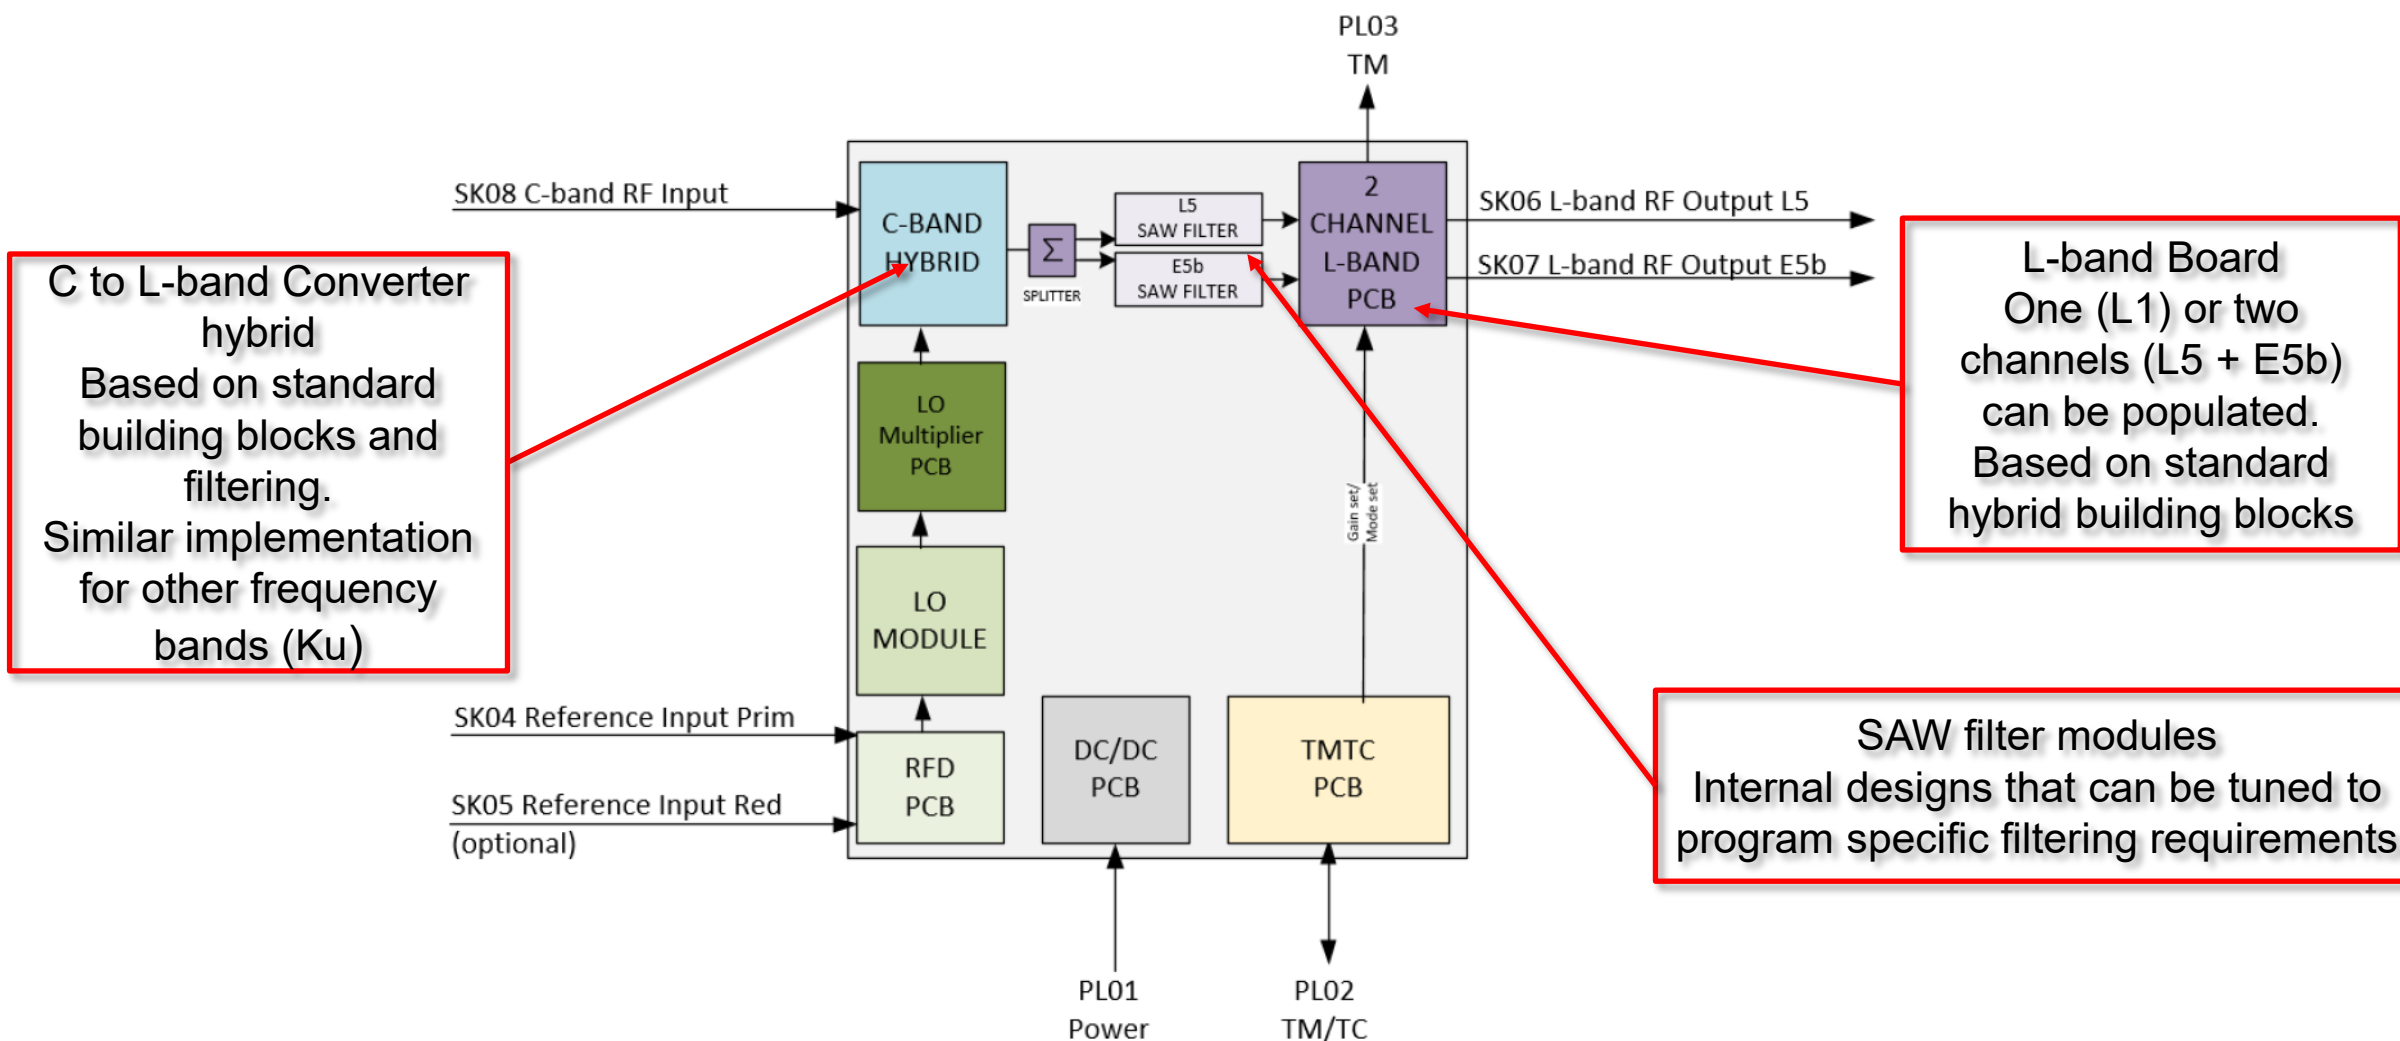 PL03
TM
SK08 C-band RF Input
C-BAND
HYBRID
Σ
SPLITTER
L5
SAW FILTER
E5b
SAW FILTER
2
CHANNEL
L-BAND
PCB
SK06 L-band RF Output L5
SK07 L-band RF Output E5b
C to L-band Converter
hybrid
Based on standard
building blocks and
filtering.
Similar implementation
for other frequency
bands (Ku)
L-band Board
One (L1) or two
channels (L5 + E5b)
can be populated.
Based on standard
hybrid building blocks
LO
Multiplier
PCB
Gain set/
Mode set
LO
MODULE
SK04 Reference Input Prim
SK05 Reference Input Red
(optional)
RFD
PCB
DC/DC
PCB
TMTC
PCB
SAW filter modules
Internal designs that can be tuned to
program specific filtering requirements
PL01
Power
PL02
TM/TC